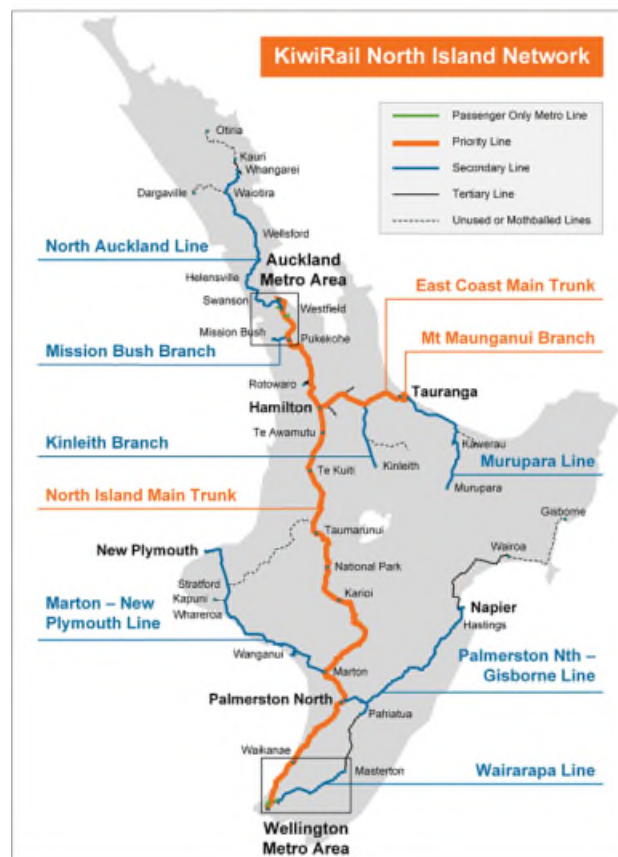 KiwiRail North Island Network
Passenger Only Metro Line
Priority Line
Secondary Line
Tertiary Line
Unused or Mothballed Lines
Otiria
Kauri
Whangarei
Dargaville
Waiotira
Wellsford
North Auckland Line
Auckland
Metro Area
Helensville
Swanson
Westfield
East Coast Main Trunk
Mission Bush
Pukekohe
Mt Maunganui Branch
Mission Bush Branch
Rotowaro
Tauranga
Hamilton
Te Awamutu
Kawerau
Kinleith Branch
Kinleith
Murupara Line
Te Kuiti
Murupara
North Island Main Trunk
Gisborne
Taumarunui
Wairoa
New Plymouth
National Park
Stratford
Kapuni
Karioi
Marton – New
Plymouth Line
Whareroa
Napier
Hastings
Wanganui
Marton
Palmerston Nth –
Gisborne Line
Palmerston North
Pahiatua
Waikanae
Masterton
Wairarapa Line
Wellington
Metro Area